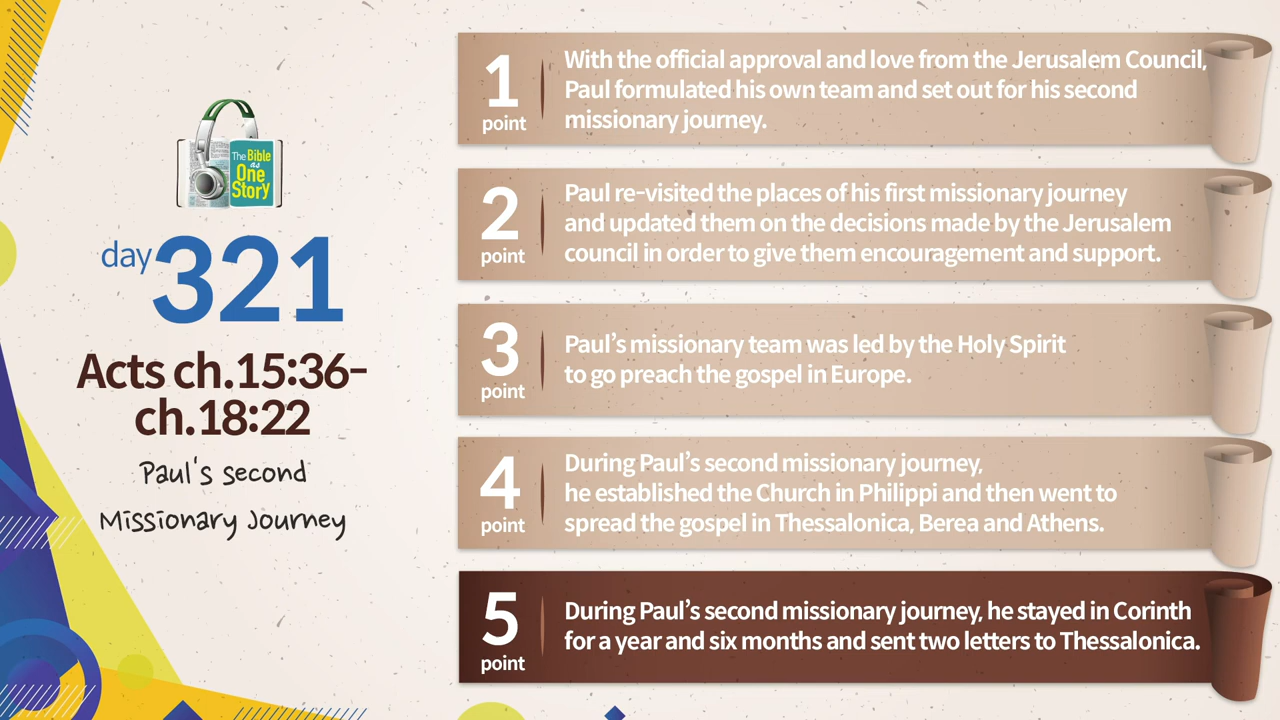 The Bible
as
One
Story
day321
Acts ch.15:36-
ch.18:22
Paul's second
Missionary Journey
1
point
With the official approval and love from the Jerusalem Council,
Paul formulated his own team and set out for his second
missionary journey.
2
point
Paul re-visited the places of his first missionary journey
and updated them on the decisions made by the Jerusalem
council in order to give them encouragement and support.
3
point
Paul's missionary team was led by the Holy Spirit
to go preach the gospel in Europe.
4
point
During Paul's second missionary journey,
he established the Church in Philippi and then went to
spread the gospel in Thessalonica, Berea and Athens.
5
point
During Paul's second missionary journey, he stayed in Corinth
for a year and six months and sent two letters to Thessalonica.